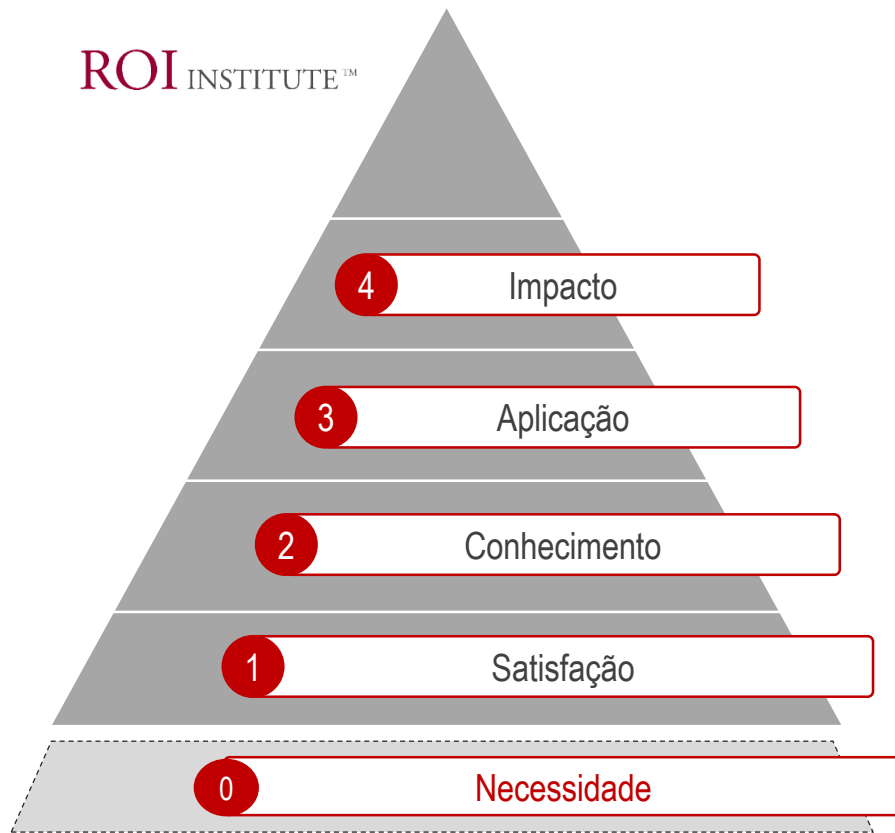 ROI INSTITUTE™
4 Impacto
3 Aplicação
2 Conhecimento
1 Satisfação
0 Necessidade